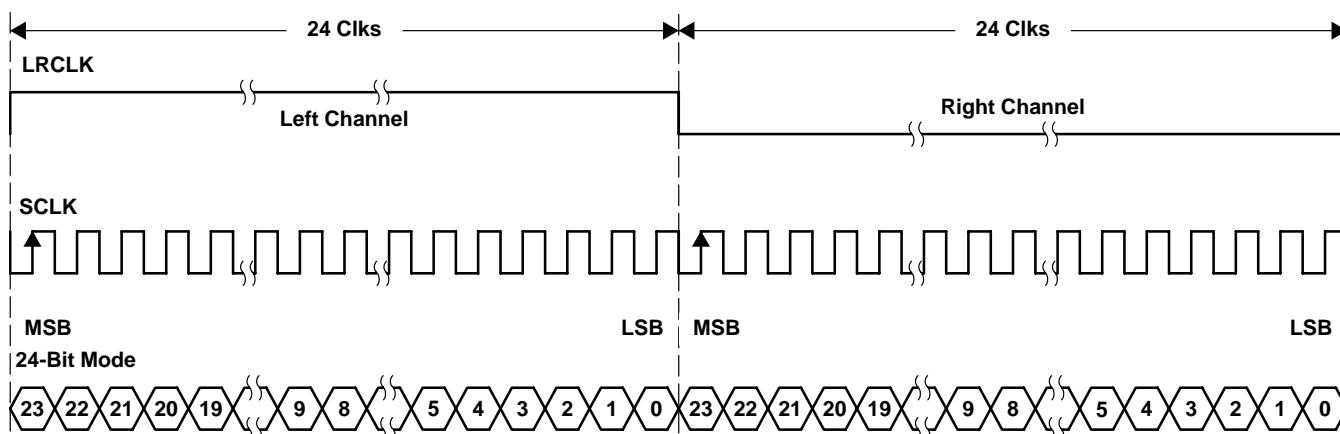 24 Clks 24 Clks
LRCLK
Left Channel Right Channel
SCLK
MSB LSB MSB LSB
24-Bit Mode
23 22 21 20 19 9 8 5 4 3 2 1 0 23 22 21 20 19 9 8 5 4 3 2 1 0